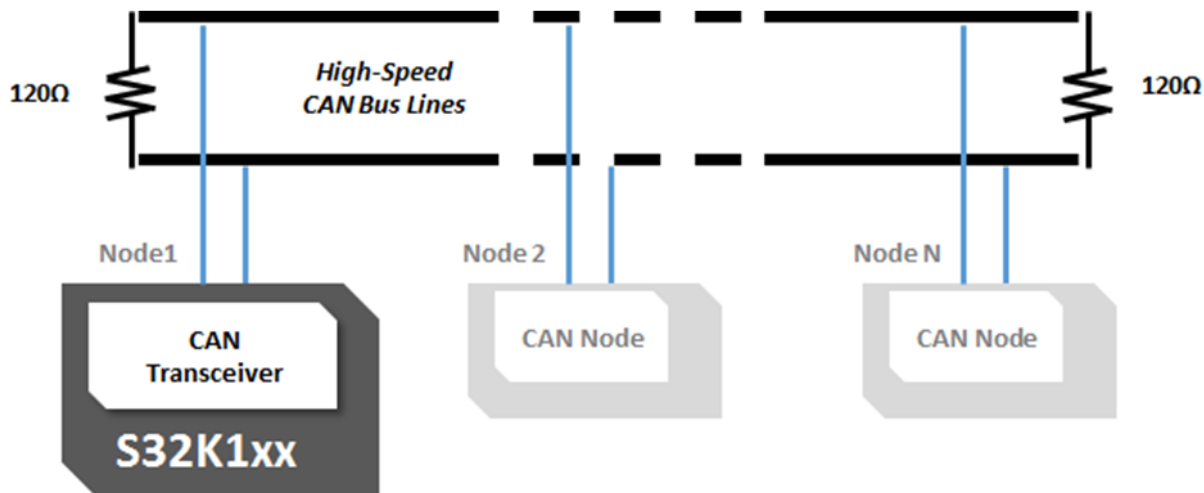 120Ω
High-Speed
CAN Bus Lines
120Ω
Node1
Node 2
Node N
CAN
Transceiver
S32K1xx
CAN Node
CAN Node